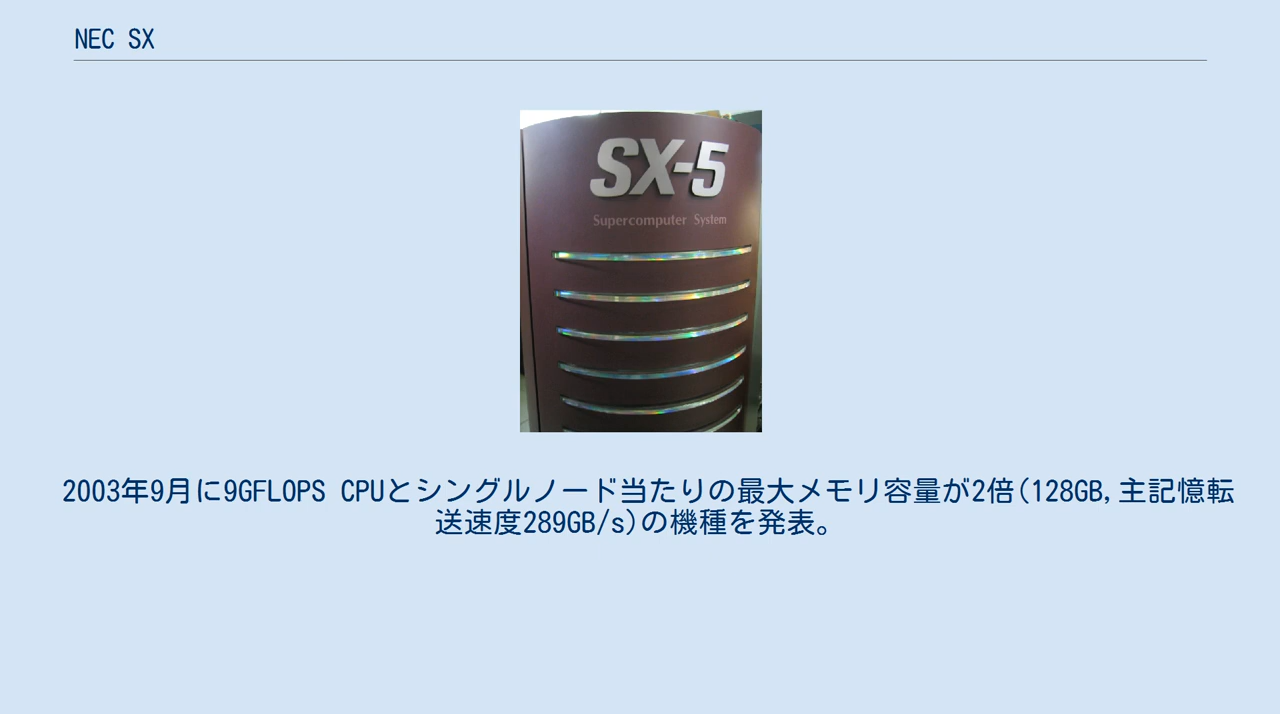 NEC SX
SX-5
Supercomputer System
2003年9月に9GFLOPS CPUとシングルノード当たりの最大メモリ容量が2倍(128GB,主記憶転
送速度289GB/s)の機種を発表。